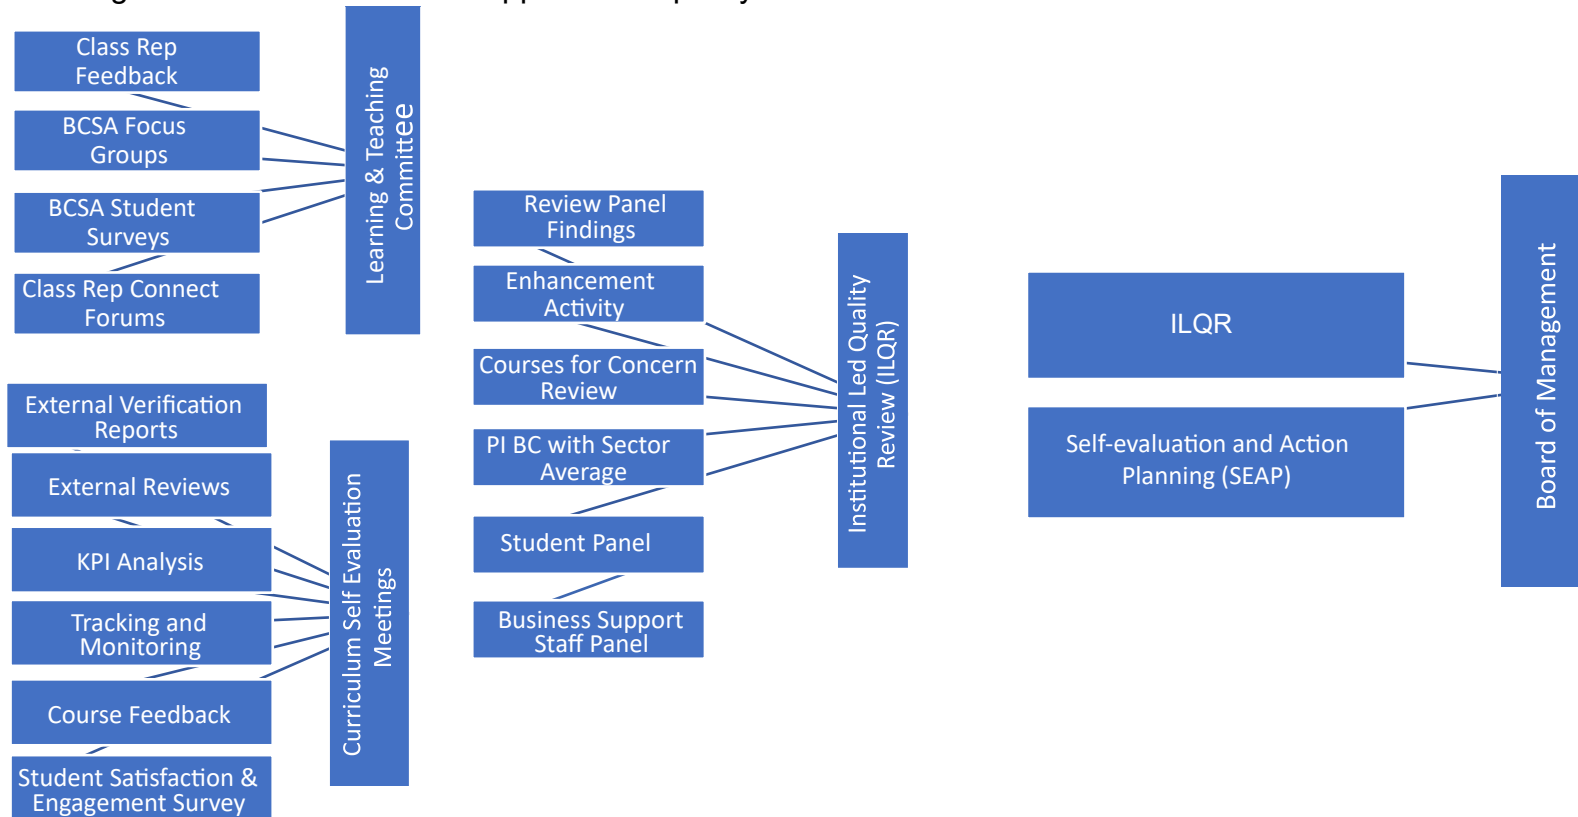 Class Rep
Feedback
BCSA Focus
Groups
BCSA Student
Surveys
Class Rep Connect
Forums
Learning & Teaching
Committee
External Verification
Reports
External Reviews
KPI Analysis
Tracking and
Monitoring
Course Feedback
Student Satisfaction &
Engagement Survey
Curriculum Self Evaluation
Meetings
Review Panel
Findings
Enhancement
Activity
Courses for Concern
Review
PI BC with Sector
Average
Student Panel
Business Support
Staff Panel
Institutional Led Quality
Review (ILQR)
ILQR
Self-evaluation and Action
Planning (SEAP)
Board of Management